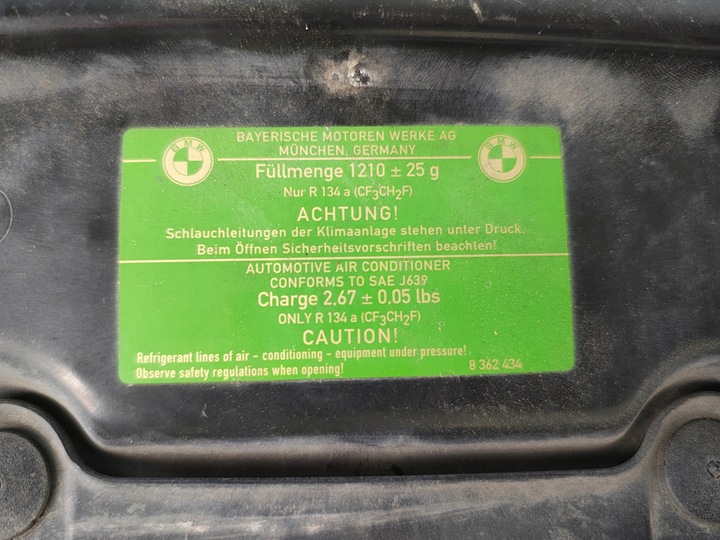 BAYERISCHE MOTOREN WERKE AG
MÜNCHEN, GERMANY
BMW
BMW
Füllmenge 1210 ± 25 g
Nur R 134 a (CF₃CH₂F)
ACHTUNG!
Schlauchleitungen der Klimaanlage stehen unter Druck.
Beim Öffnen Sicherheitsvorschriften beachten!
AUTOMOTIVE AIR CONDITIONER
CONFORMS TO SAE J639
Charge 2,67 ± 0,05 lbs
ONLY R 134 a (CF₃CH₂F)
CAUTION!
Refrigerant lines of air - conditioning - equipment under pressure!
Observe safety regulations when opening!
8 362 434